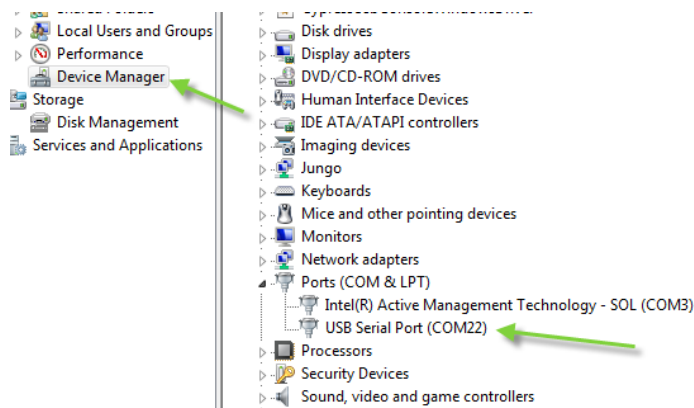 Local Users and Groups
Performance
Device Manager
Storage
Disk Management
Services and Applications
Disk drives
Display adapters
DVD/CD-ROM drives
Human Interface Devices
IDE ATA/ATAPI controllers
Imaging devices
Jungo
Keyboards
Mice and other pointing devices
Monitors
Network adapters
Ports (COM & LPT)
Intel(R) Active Management Technology - SOL (COM3)
USB Serial Port (COM22)
Processors
Security Devices
Sound, video and game controllers